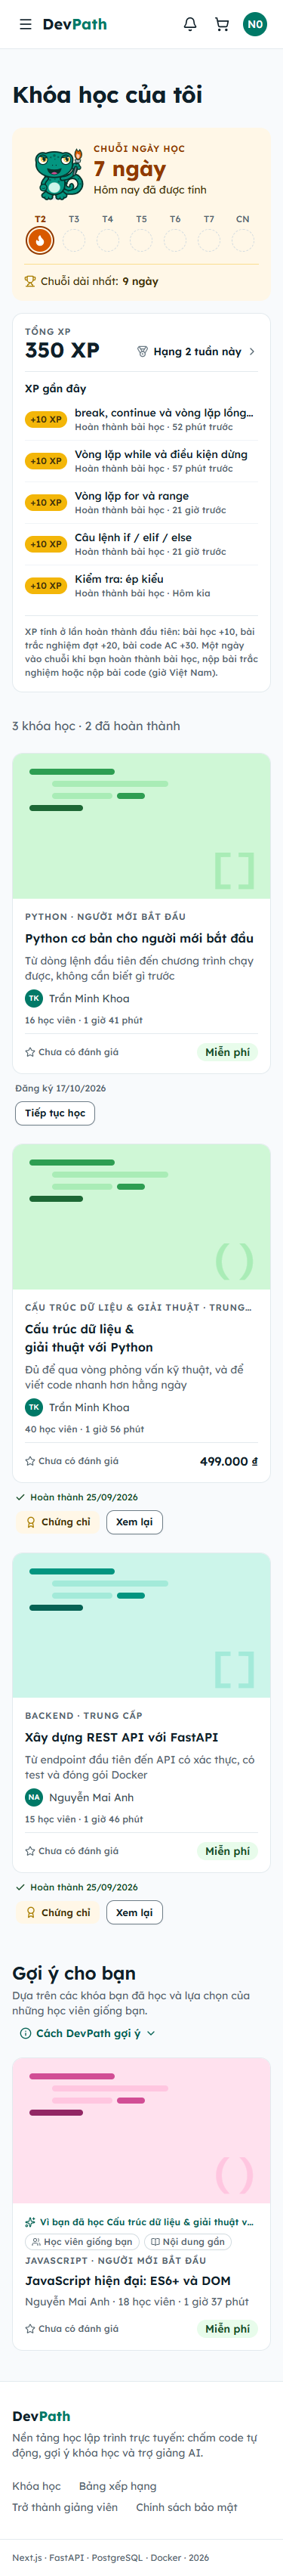 DevPath
N0
Khóa học của tôi
CHUỖI NGÀY HỌC
7 ngày
Hôm nay đã được tính
T2 T3 T4 T5 T6 T7 CN
Chuỗi dài nhất: 9 ngày
TỔNG XP
350 XP
Hạng 2 tuần này
XP gần đây
+10 XP
break, continue và vòng lặp lồng...
Hoàn thành bài học · 52 phút trước
+10 XP
Vòng lặp while và điều kiện dừng
Hoàn thành bài học · 57 phút trước
+10 XP
Vòng lặp for và range
Hoàn thành bài học · 21 giờ trước
+10 XP
Câu lệnh if / elif / else
Hoàn thành bài học · 21 giờ trước
+10 XP
Kiểm tra: ép kiểu
Hoàn thành bài học · Hôm kia
XP tính ở lần hoàn thành đầu tiên: bài học +10, bài
trắc nghiệm đạt +20, bài code AC +30. Một ngày
vào chuỗi khi bạn hoàn thành bài học, nộp bài trắc
nghiệm hoặc nộp bài code (giờ Việt Nam).
3 khóa học · 2 đã hoàn thành
[ ]
PYTHON · NGƯỜI MỚI BẮT ĐẦU
Python cơ bản cho người mới bắt đầu
Từ dòng lệnh đầu tiên đến chương trình chạy
được, không cần biết gì trước
TK Trần Minh Khoa
16 học viên · 1 giờ 41 phút
Chưa có đánh giá
Miễn phí
Đăng ký 17/10/2026
Tiếp tục học
( )
CẤU TRÚC DỮ LIỆU & GIẢI THUẬT · TRUNG...
Cấu trúc dữ liệu &
giải thuật với Python
Đủ để qua vòng phỏng vấn kỹ thuật, và để
viết code nhanh hơn hằng ngày
TK Trần Minh Khoa
40 học viên · 1 giờ 56 phút
Chưa có đánh giá
499.000 ₫
Hoàn thành 25/09/2026
Chứng chỉ
Xem lại
[ ]
BACKEND · TRUNG CẤP
Xây dựng REST API với FastAPI
Từ endpoint đầu tiên đến API có xác thực, có
test và đóng gói Docker
NA Nguyễn Mai Anh
15 học viên · 1 giờ 46 phút
Chưa có đánh giá
Miễn phí
Hoàn thành 25/09/2026
Chứng chỉ
Xem lại
Gợi ý cho bạn
Dựa trên các khóa bạn đã học và lựa chọn của
những học viên giống bạn.
Cách DevPath gợi ý
( )
Vì bạn đã học Cấu trúc dữ liệu & giải thuật v...
Học viên giống bạn
Nội dung gần
JAVASCRIPT · NGƯỜI MỚI BẮT ĐẦU
JavaScript hiện đại: ES6+ và DOM
Nguyễn Mai Anh · 18 học viên · 1 giờ 37 phút
Chưa có đánh giá
Miễn phí
DevPath
Nền tảng học lập trình trực tuyến: chấm code tự
động, gợi ý khóa học và trợ giảng AI.
Khóa học
Bảng xếp hạng
Trở thành giảng viên
Chính sách bảo mật
Next.js · FastAPI · PostgreSQL · Docker · 2026